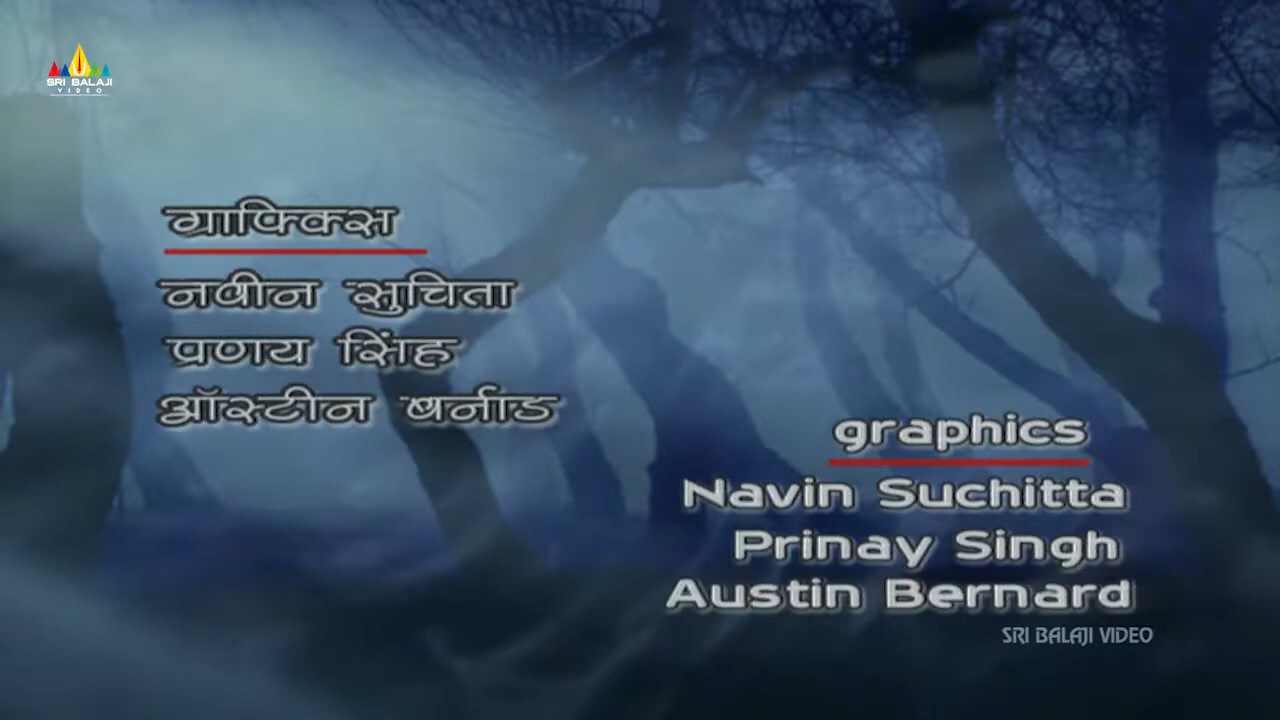 SRI BALAJI
VIDEO
ग्राफिक्स
नवीन सुचिता
प्रणय सिंह
ऑस्टीन बर्नाड
graphics
Navin Suchitta
Prinay Singh
Austin Bernard
SRI BALAJI VIDEO